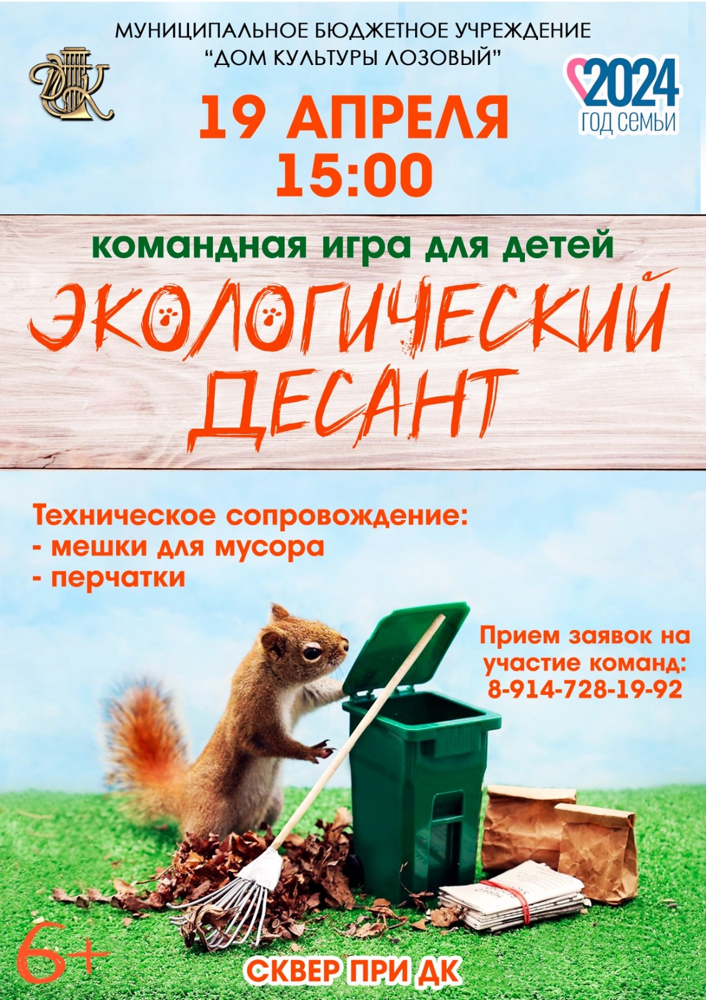 МУНИЦИПАЛЬНОЕ БЮДЖЕТНОЕ УЧРЕЖДЕНИЕ
“ДОМ КУЛЬТУРЫ ЛОЗОВЫЙ”
ДК
2024
ГОД СЕМЬИ
19 АПРЕЛЯ
15:00
командная игра для детей
ЭКОЛОГИЧЕСКИЙ
ДЕСАНТ
Техническое сопровождение:
- мешки для мусора
- перчатки
Прием заявок на
участие команд:
8-914-728-19-92
6+
СКВЕР ПРИ ДК